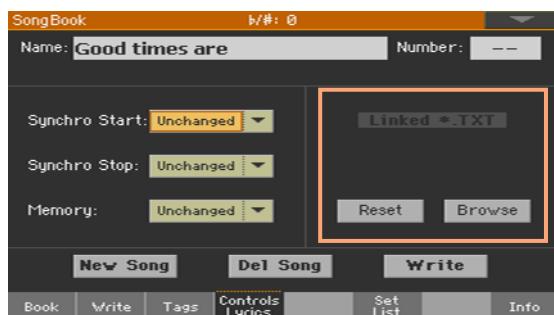 SongBook ♭/#: 0
Name: Good times are Number: --
Synchro Start: Unchanged Linked *.TXT
Synchro Stop: Unchanged
Memory: Unchanged Reset Browse
New Song Del Song Write
Book Write Tags Controls Lyrics Set List Info